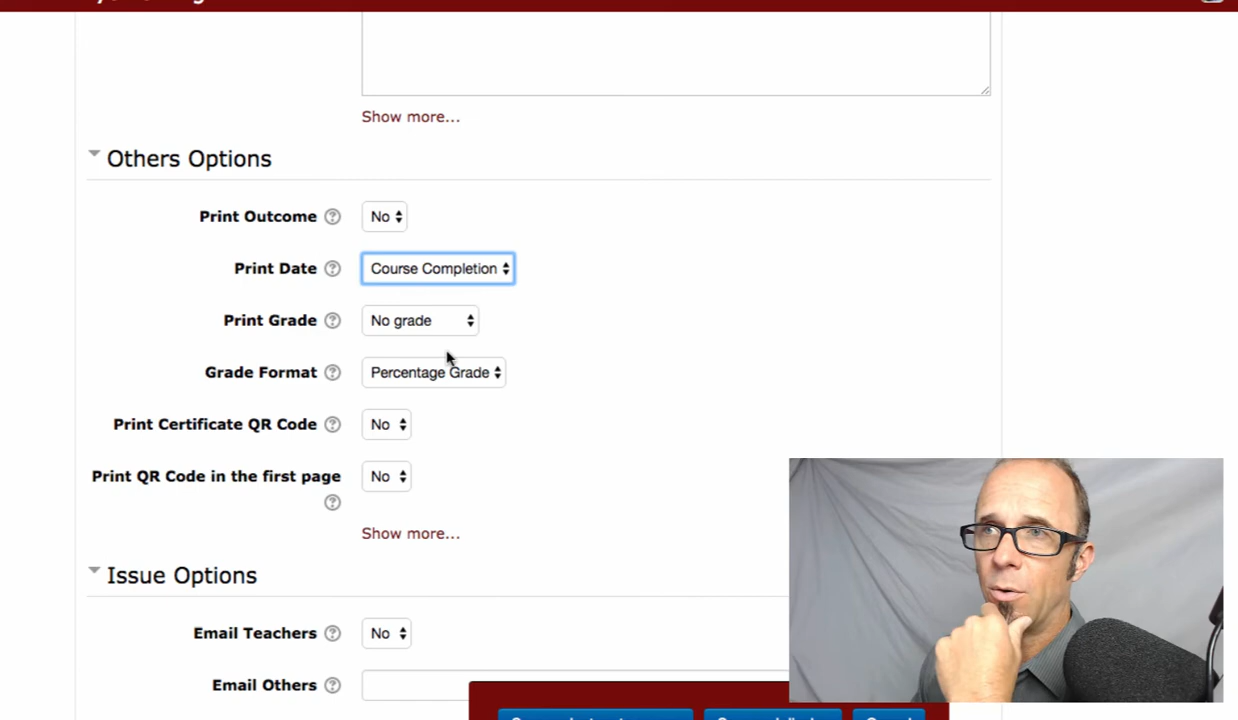 Show more...
Others Options
Print Outcome No
Print Date Course Completion
Print Grade No grade
Grade Format Percentage Grade
Print Certificate QR Code No
Print QR Code in the first page No
Show more...
Issue Options
Email Teachers No
Email Others